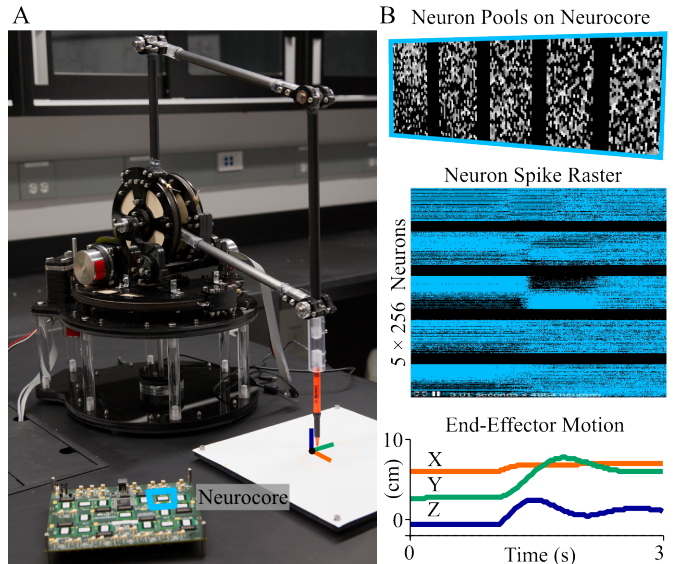 A
Neurocore
B
Neuron Pools on Neurocore
Neuron Spike Raster
5 × 256 Neurons
End-Effector Motion
10
(cm)
0
X
Y
Z
0
Time (s)
3